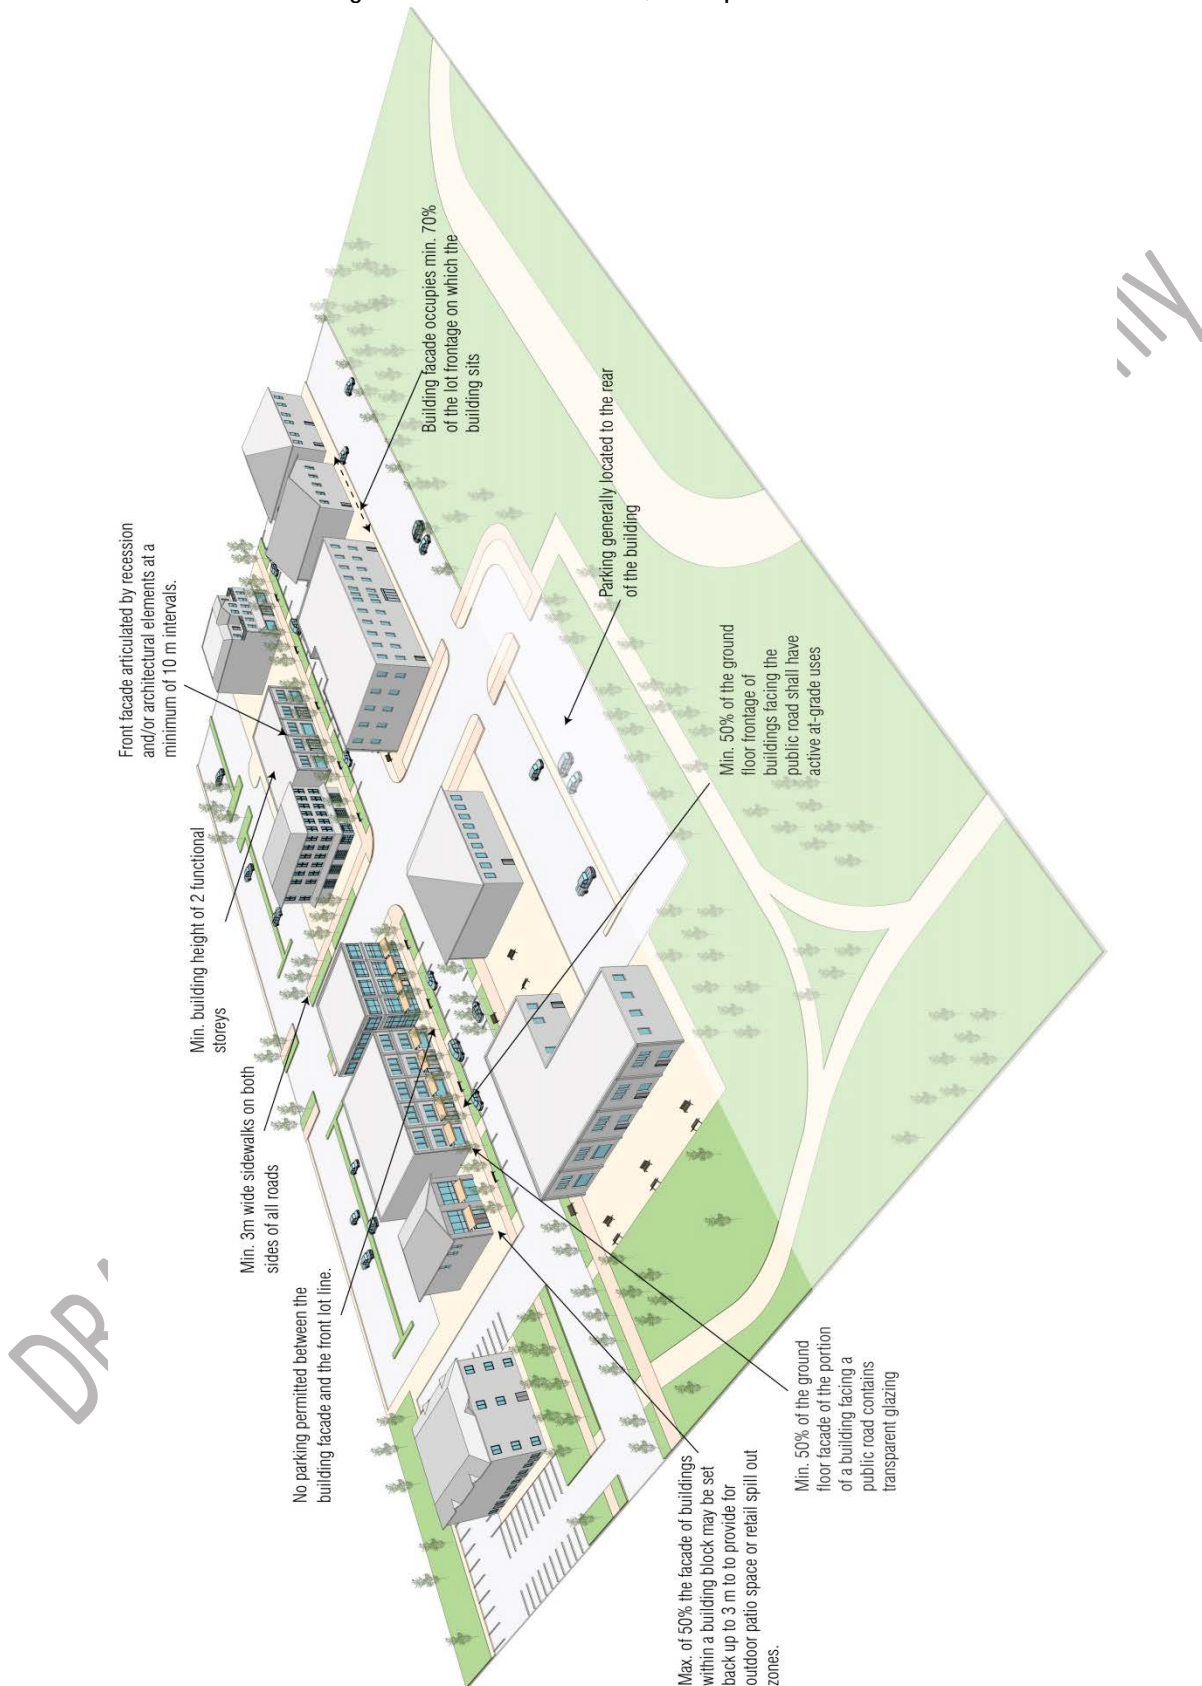 Front facade articulated by recession
and/or architectural elements at a
minimum of 10 m intervals.
Min. building height of 2 functional
storeys
Min. 3m wide sidewalks on both
sides of all roads
No parking permitted between the
building facade and the front lot line.
Building facade occupies min. 70%
of the lot frontage on which the
building sits
Parking generally located to the rear
of the building
Min. 50% of the ground
floor frontage of
buildings facing the
public road shall have
active at-grade uses
Max. of 50% the facade of buildings
within a building block may be set
back up to 3 m to to provide for
outdoor patio space or retail spill out
zones.
Min. 50% of the ground
floor facade of the portion
of a building facing a
public road contains
transparent glazing